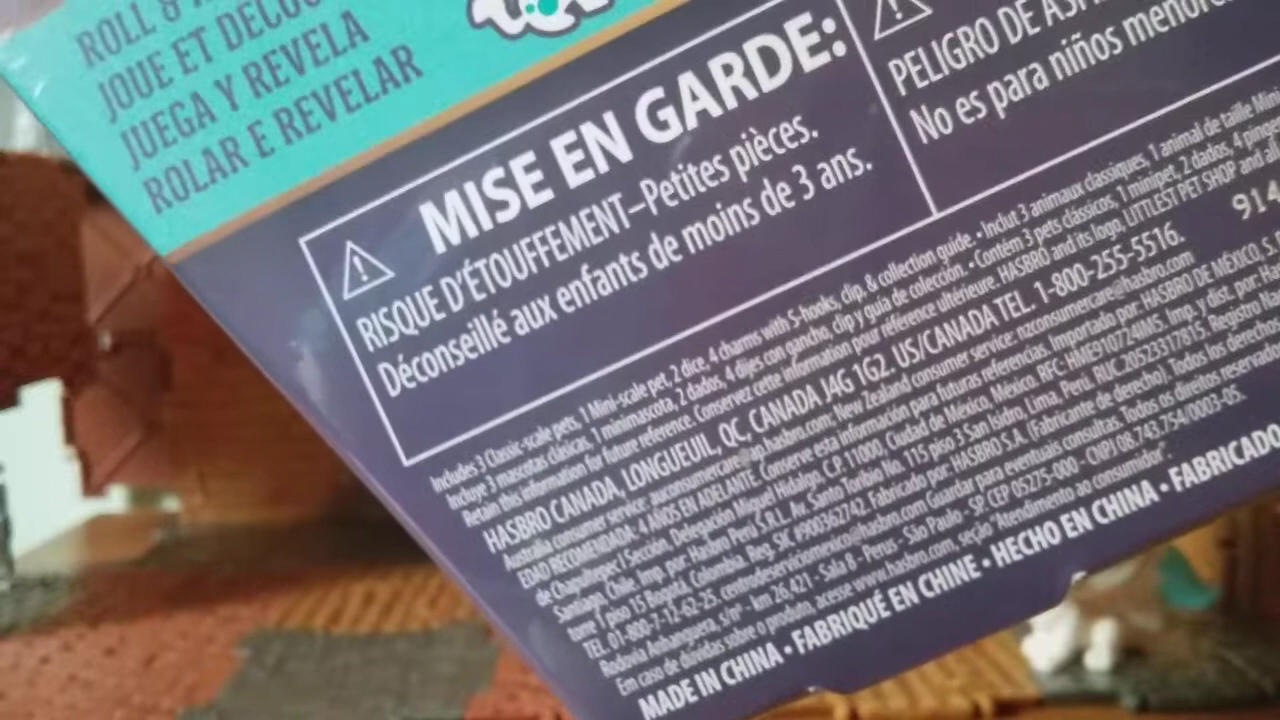 ROLL &
JOUE ET DÉCOU
JUEGA Y REVELA
ROLAR E REVELAR
MISE EN GARDE:
RISQUE D'ÉTOUFFEMENT–Petites pièces.
Déconseillé aux enfants de moins de 3 ans.
PELIGRO DE
No es para niños
Includes 3 Classic-scale pets, 1 Mini-scale pet, 2 dice, 4 charms with S-hooks, clip, & collection guide. • Inclut 3 animaux classiques, 1 animal de taille Mini
Incluye 3 mascotas clásicas, 1 minimascota, 2 dados, 4 dijes con ganchos, clip y guía de colección. • Contém 3 pets clássicos, 1 minipet, 2 dados, 4
Retain this information for future reference. Conservez cette information pour référence ultérieure. HASBRO and its logo, LITTLEST PET SHOP and all
HASBRO CANADA, LONGUEUIL, QC, CANADA J4G 1G2. US/CANADA TEL. 1-800-255-5516.
914
Australia consumer service: auconsumercare@ap.hasbro.com; New Zealand consumer service: nzconsumercare@hasbro.com
EDAD RECOMENDADA: 4 AÑOS EN ADELANTE. Conserve esta información para futuras referencias. Importado por: HASBRO DE MÉXICO, S.
de Chapultepec I Sección, Delegación Miguel Hidalgo, C.P. 11000, Ciudad de México, México. RFC: Imp. y dist. por:
Santiago, Chile. Imp. por: Hasbro Perú S.R.L. Av. Santo Toribio No. 115 piso 3 San Isidro, Lima, Perú, RUC.20523317815. Registro
torre 7 piso 15 Bogotá, Colombia. Reg. SIC #900362742. Fabricado por: HASBRO S.A. (Fabricante de derecho) Todos los derechos
TEL. 01-800-7-12-62-25 centrodeserviciomexico@hasbro.com Guardar para eventuais consultas. Todos os direitos
Rodovia Anhanguera, s/nº - km 26,421 - Sala 8 - Perus - São Paulo - SP, CEP 05275-000 - CNPJ 08.743.754/0003-05.
Em caso de dúvidas sobre o produto, acesse www.hasbro.com, seção "Atendimento ao consumidor".
MADE IN CHINA • FABRIQUÉ EN CHINE • HECHO EN CHINA • FABRICADO